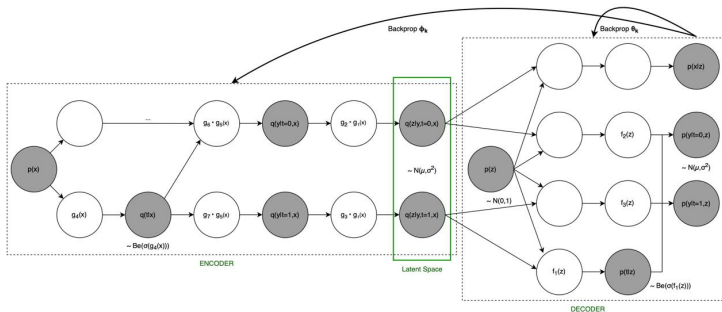 Backprop ϕk
Backprop θk
p(x|z)
...
g6 ∘ g5(x)
q(y|t=0,x)
g2 ∘ g1(x)
q(z|y,t=0,x)
f2(z)
p(y|t=0,z)
p(x)
~ N(μ,σ²)
p(z)
~ N(μ,σ²)
~ N(0,1)
g4(x)
q(t|x)
g7 ∘ g5(x)
q(y|t=1,x)
g3 ∘ g1(x)
q(z|y,t=1,x)
f3(z)
p(y|t=1,z)
~ Be(σ(g4(x)))
ENCODER
Latent Space
f1(z)
p(t|z)
~ Be(σ(f1(z)))
DECODER